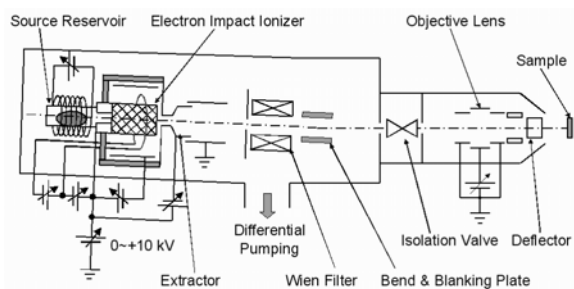 Source Reservoir
Electron Impact Ionizer
Objective Lens
Sample
0~+10 kV
Differential
Pumping
Isolation Valve
Deflector
Extractor
Wien Filter
Bend & Blanking Plate